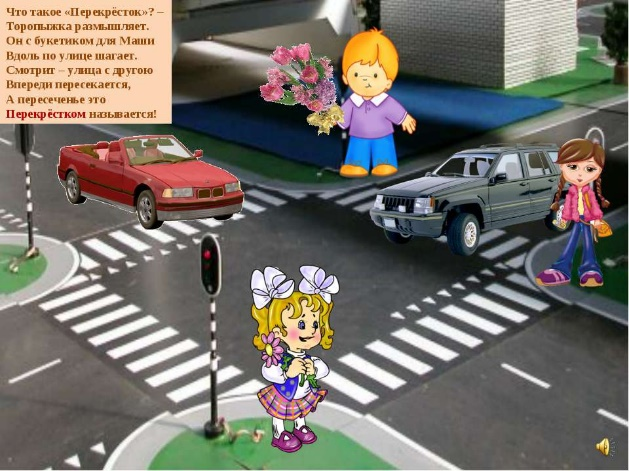 Что такое «Перекрёсток»? –
Торопыжка размышляет.
Он с букетиком для Маши
Вдоль по улице шагает.
Смотрит – улица с другою
Впереди пересекается,
А пересеченье это
Перекрёстком называется!